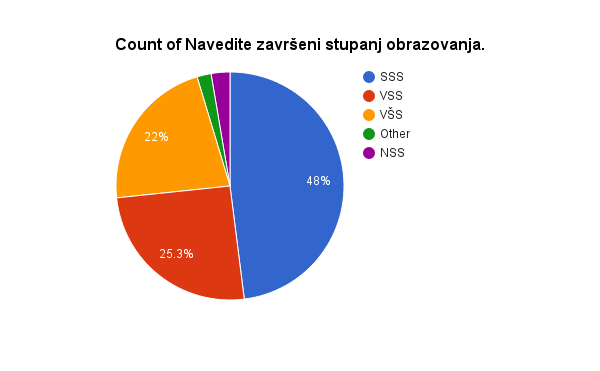 Count of Navedite završeni stupanj obrazovanja.
SSS
VSS
VŠS
Other
NSS
48%
25.3%
22%